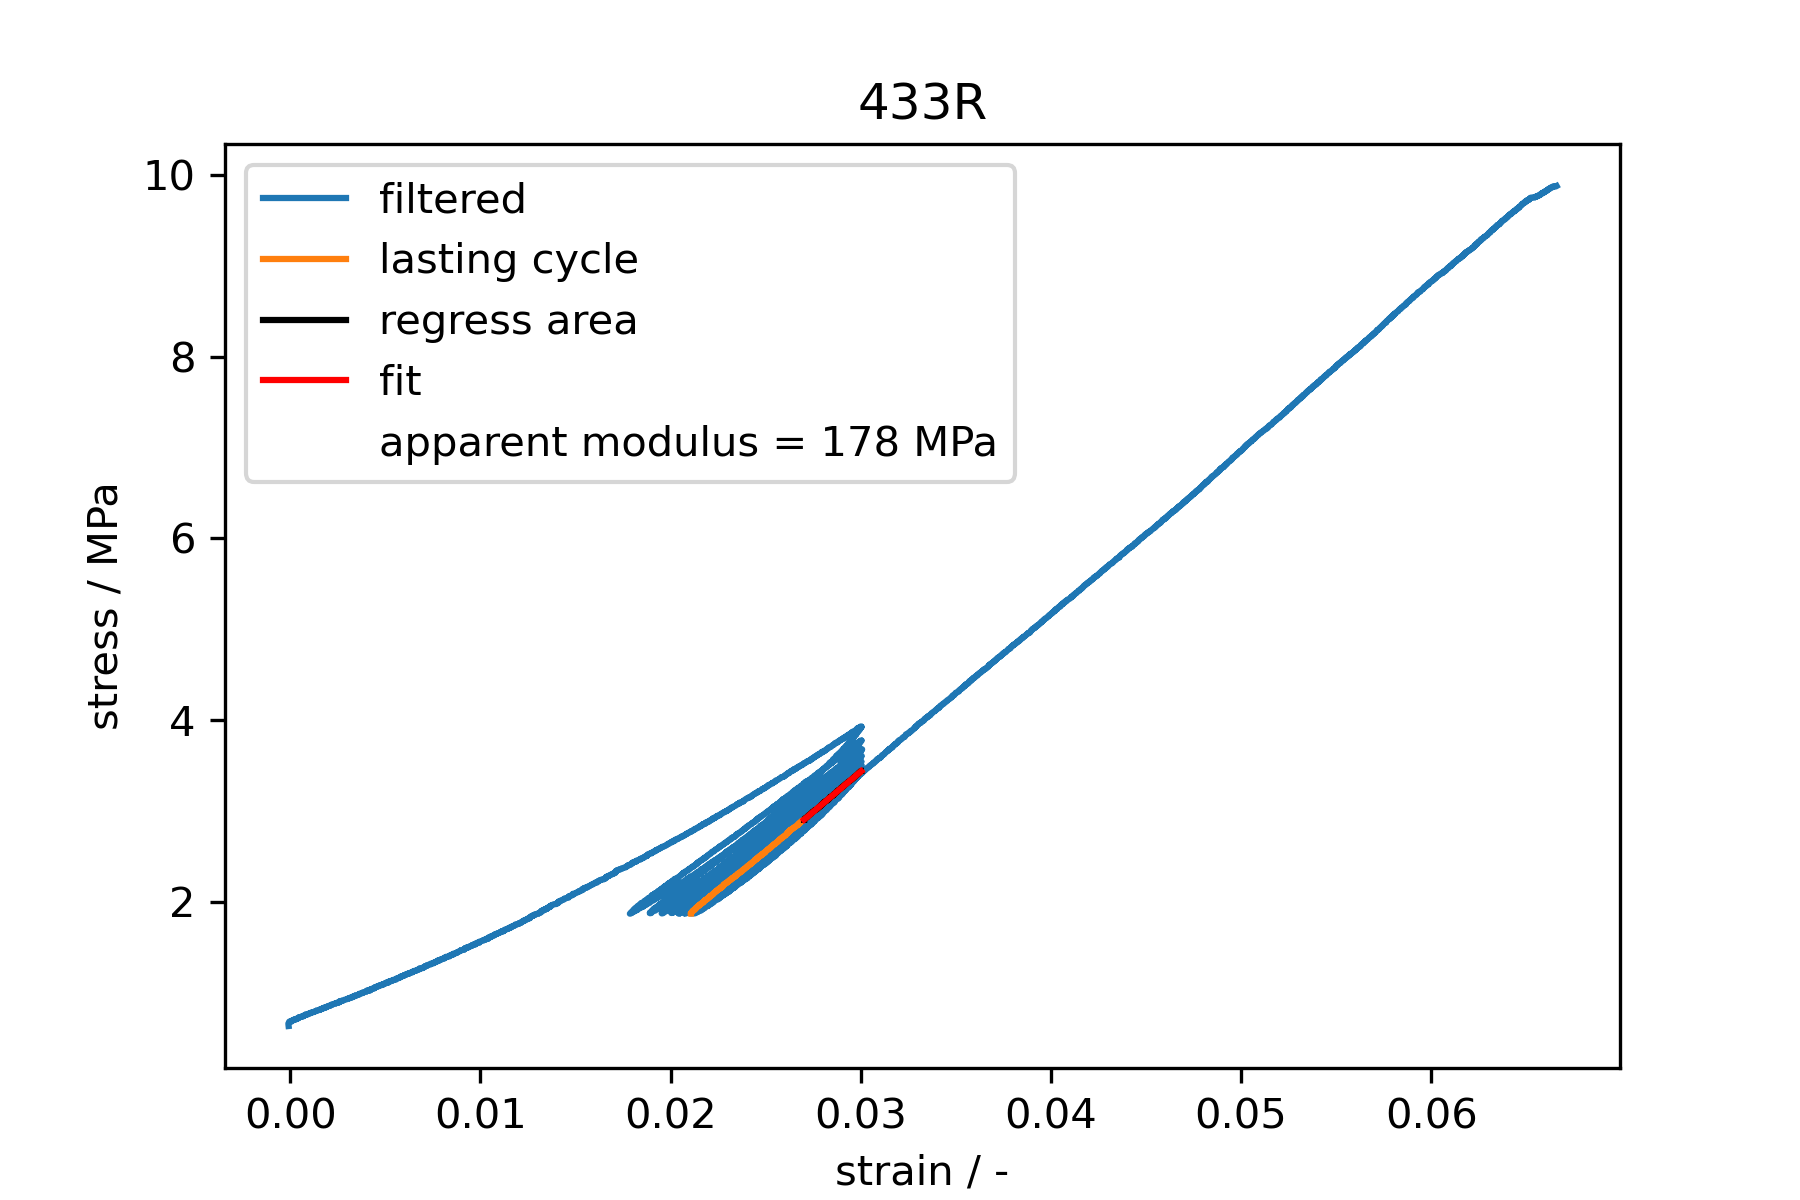 433R
filtered
lasting cycle
regress area
fit
apparent modulus = 178 MPa
stress / MPa
10
8
6
4
2
0.00 0.01 0.02 0.03 0.04 0.05 0.06
strain / -